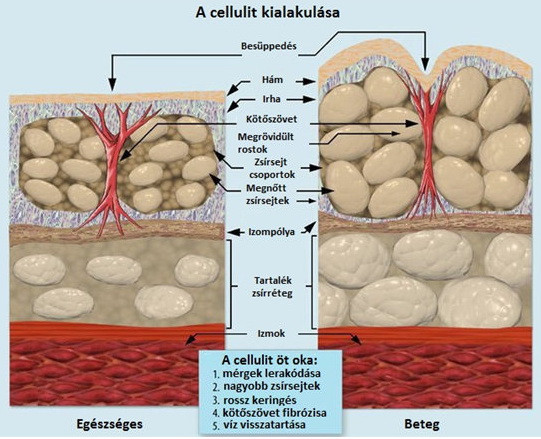 A cellulit kialakulása
Besüppedés
Hám
Irha
Kötőszövet
Megrövidült
rostok
Zsírsejt
csoportok
Megnőtt
zsírsejtek
Izompólya
Tartalék
zsírréteg
Izmok
A cellulit öt oka:
1. mérgek lerakódása
2. nagyobb zsírsejtek
3. rossz keringés
4. kötőszövet fibrózisa
5. víz visszatartása
Egészséges
Beteg